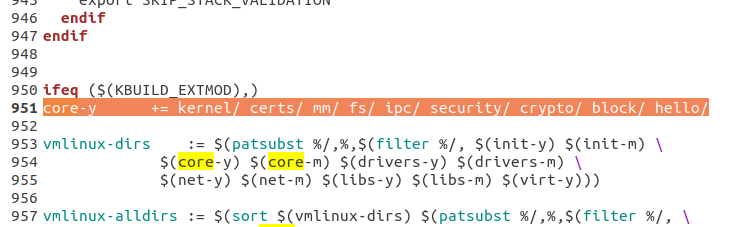 945     export SKIP_STACK_VALIDATION
946   endif
947 endif
948
949
950 ifeq ($(KBUILD_EXTMOD),)
951 core-y      += kernel/ certs/ mm/ fs/ ipc/ security/ crypto/ block/ hello/
952
953 vmlinux-dirs    := $(patsubst %/,%,$(filter %/, $(init-y) $(init-m) \
954              $(core-y) $(core-m) $(drivers-y) $(drivers-m) \
955              $(net-y) $(net-m) $(libs-y) $(libs-m) $(virt-y)))
956
957 vmlinux-alldirs := $(sort $(vmlinux-dirs) $(patsubst %/,%,$(filter %/, \